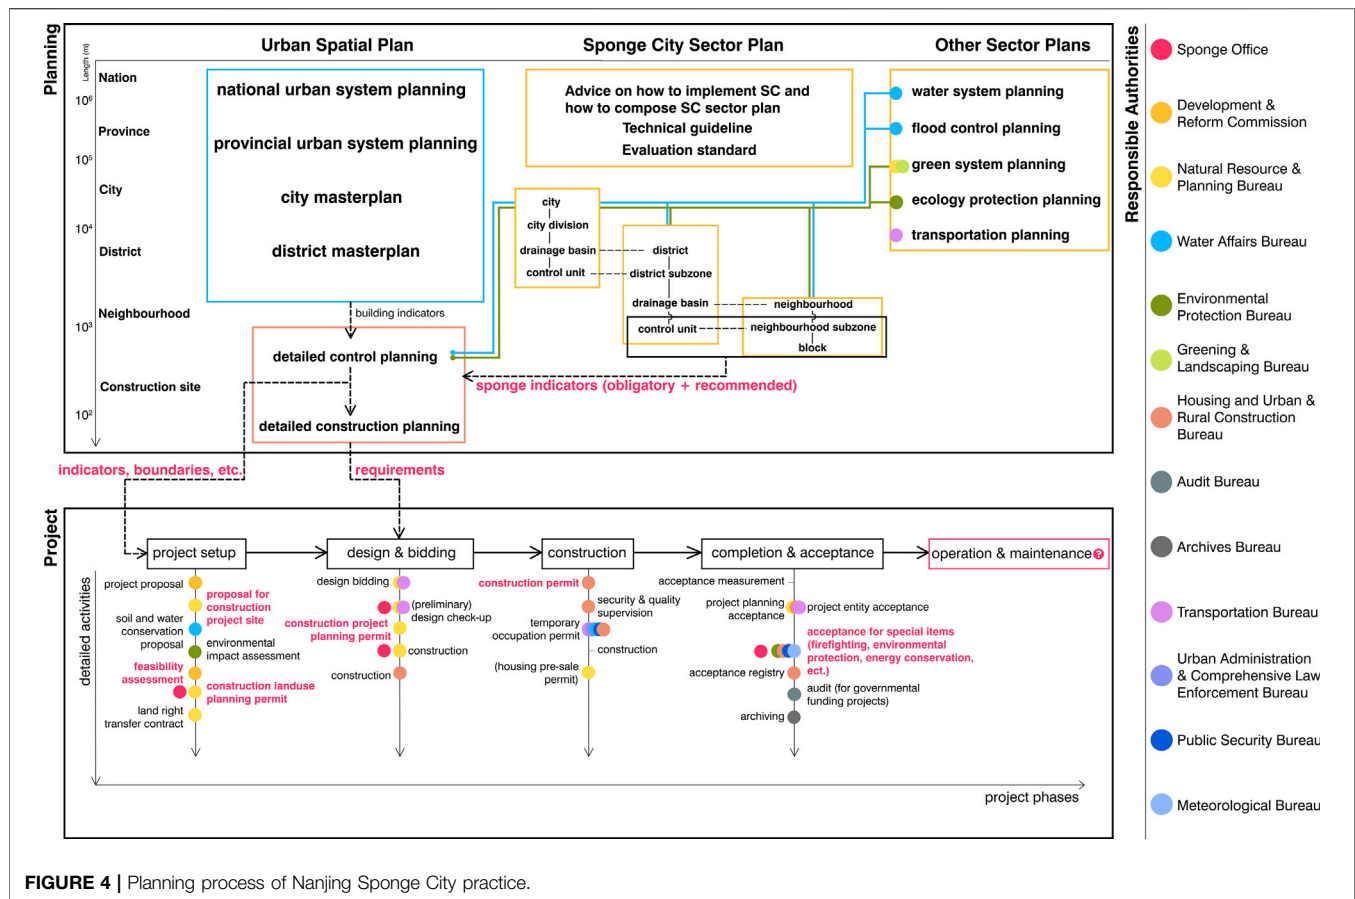 Planning
Length (m)
Urban Spatial Plan
Sponge City Sector Plan
Other Sector Plans
Nation
10⁶
Province
10⁵
City
10⁴
District
Neighbourhood
10³
Construction site
10²
national urban system planning
provincial urban system planning
city masterplan
district masterplan
building indicators
detailed control planning
detailed construction planning
Advice on how to implement SC and
how to compose SC sector plan
Technical guideline
Evaluation standard
city
city division
drainage basin
control unit
district
district subzone
drainage basin
control unit
neighbourhood
neighbourhood subzone
block
sponge indicators (obligatory + recommended)
water system planning
flood control planning
green system planning
ecology protection planning
transportation planning
indicators, boundaries, etc.
requirements
Project
project setup
design & bidding
construction
completion & acceptance
operation & maintenance ?
detailed activities
project proposal
proposal for
construction
project site
soil and water
conservation
proposal
environmental
impact assessment
feasibility
assessment
construction landuse
planning permit
land right
transfer contract
design bidding
(preliminary)
design check-up
construction project
planning permit
construction
construction
construction permit
security & quality
supervision
temporary
occupation permit
construction
(housing pre-sale
permit)
acceptance measurement
project planning
acceptance
project entity acceptance
acceptance for special items
(firefighting, environmental
protection, energy conservation,
ect.)
acceptance registry
audit (for governmental
funding projects)
archiving
project phases
Responsible Authorities
Sponge Office
Development &
Reform Commission
Natural Resource &
Planning Bureau
Water Affairs Bureau
Environmental
Protection Bureau
Greening &
Landscaping Bureau
Housing and Urban &
Rural Construction
Bureau
Audit Bureau
Archives Bureau
Transportation Bureau
Urban Administration
& Comprehensive Law
Enforcement Bureau
Public Security Bureau
Meteorological Bureau
FIGURE 4 | Planning process of Nanjing Sponge City practice.